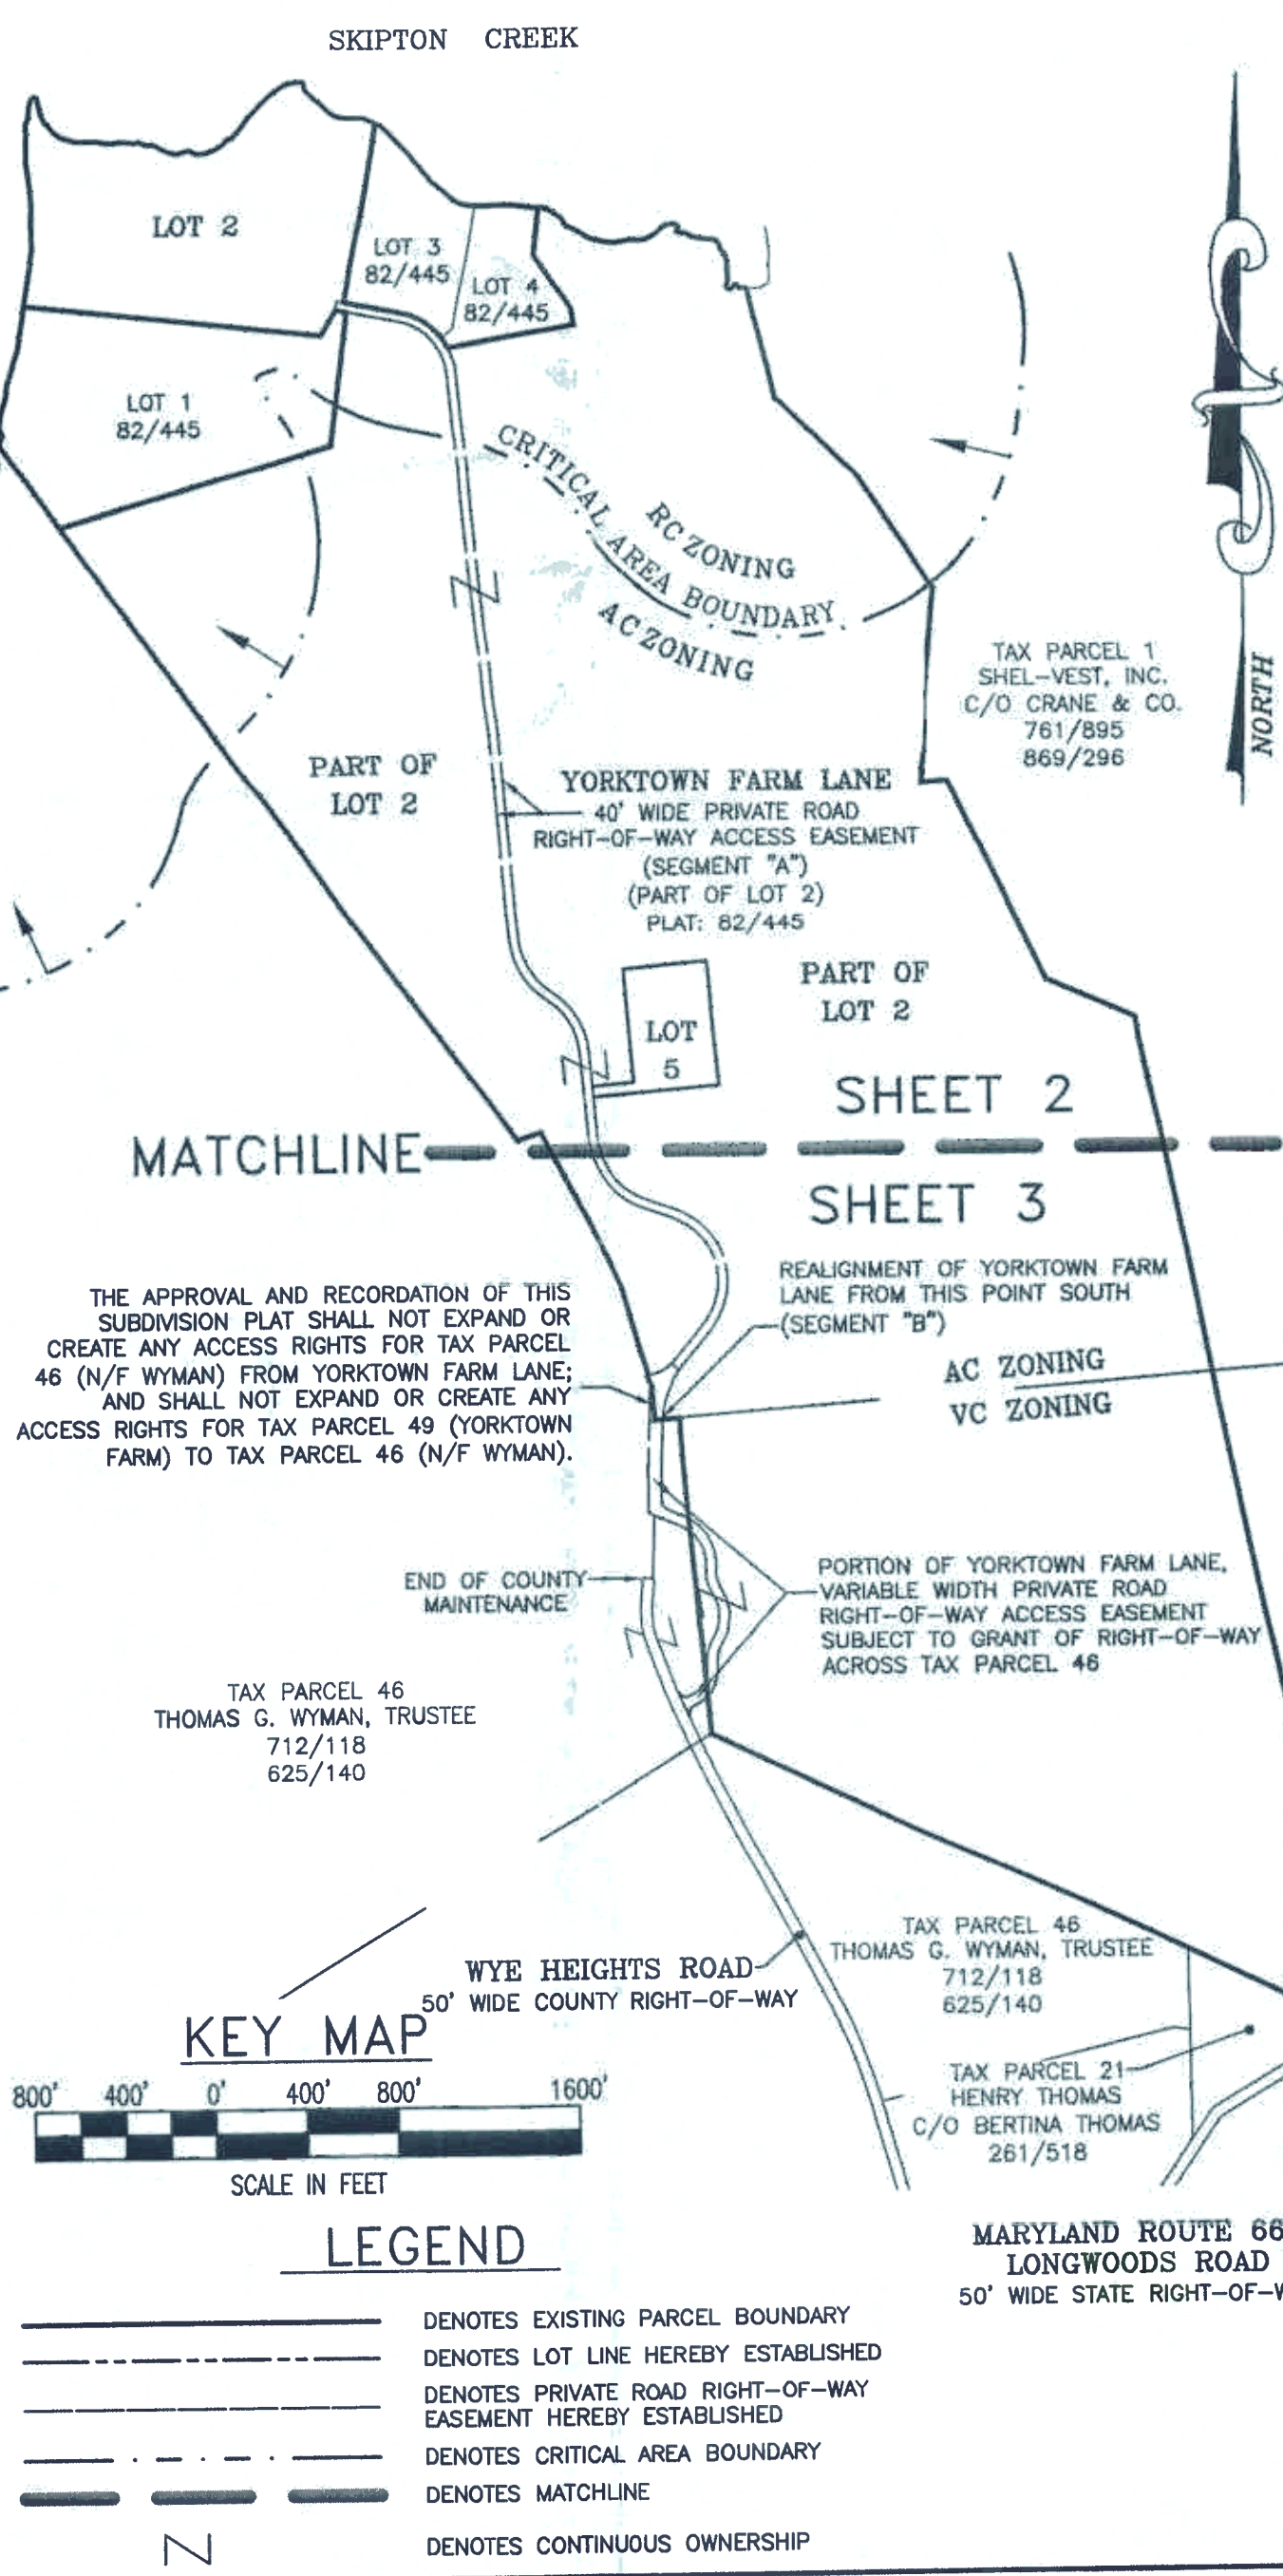 SKIPTON CREEK
LOT 2
LOT 3
82/445
LOT 4
82/445
LOT 1
82/445
CRITICAL AREA BOUNDARY
RC ZONING
AC ZONING
TAX PARCEL 1
SHEL-VEST, INC.
C/O CRANE & CO.
761/895
869/296
NORTH
PART OF
LOT 2
YORKTOWN FARM LANE
40' WIDE PRIVATE ROAD
RIGHT-OF-WAY ACCESS EASEMENT
(SEGMENT "A")
(PART OF LOT 2)
PLAT: 82/445
PART OF
LOT 2
LOT
5
SHEET 2
MATCHLINE
SHEET 3
REALIGNMENT OF YORKTOWN FARM
LANE FROM THIS POINT SOUTH
(SEGMENT "B")
THE APPROVAL AND RECORDATION OF THIS
SUBDIVISION PLAT SHALL NOT EXPAND OR
CREATE ANY ACCESS RIGHTS FOR TAX PARCEL
46 (N/F WYMAN) FROM YORKTOWN FARM LANE;
AND SHALL NOT EXPAND OR CREATE ANY
ACCESS RIGHTS FOR TAX PARCEL 49 (YORKTOWN
FARM) TO TAX PARCEL 46 (N/F WYMAN).
AC ZONING
VC ZONING
END OF COUNTY
MAINTENANCE
PORTION OF YORKTOWN FARM LANE,
VARIABLE WIDTH PRIVATE ROAD
RIGHT-OF-WAY ACCESS EASEMENT
SUBJECT TO GRANT OF RIGHT-OF-WAY
ACROSS TAX PARCEL 46
TAX PARCEL 46
THOMAS G. WYMAN, TRUSTEE
712/118
625/140
TAX PARCEL 46
THOMAS G. WYMAN, TRUSTEE
712/118
625/140
WYE HEIGHTS ROAD
50' WIDE COUNTY RIGHT-OF-WAY
TAX PARCEL 21
HENRY THOMAS
C/O BERTINA THOMAS
261/518
KEY MAP
800' 400' 0' 400' 800' 1600'
SCALE IN FEET
MARYLAND ROUTE 66
LONGWOODS ROAD
50' WIDE STATE RIGHT-OF-W
LEGEND
DENOTES EXISTING PARCEL BOUNDARY
DENOTES LOT LINE HEREBY ESTABLISHED
DENOTES PRIVATE ROAD RIGHT-OF-WAY
EASEMENT HEREBY ESTABLISHED
DENOTES CRITICAL AREA BOUNDARY
DENOTES MATCHLINE
DENOTES CONTINUOUS OWNERSHIP